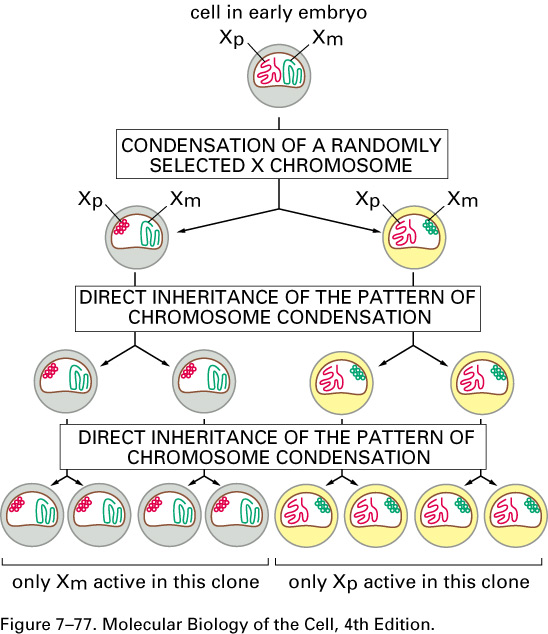 cell in early embryo
Xp Xm
CONDENSATION OF A RANDOMLY
SELECTED X CHROMOSOME
Xp Xm Xp Xm
DIRECT INHERITANCE OF THE PATTERN OF
CHROMOSOME CONDENSATION
DIRECT INHERITANCE OF THE PATTERN OF
CHROMOSOME CONDENSATION
only Xm active in this clone only Xp active in this clone
Figure 7–77. Molecular Biology of the Cell, 4th Edition.